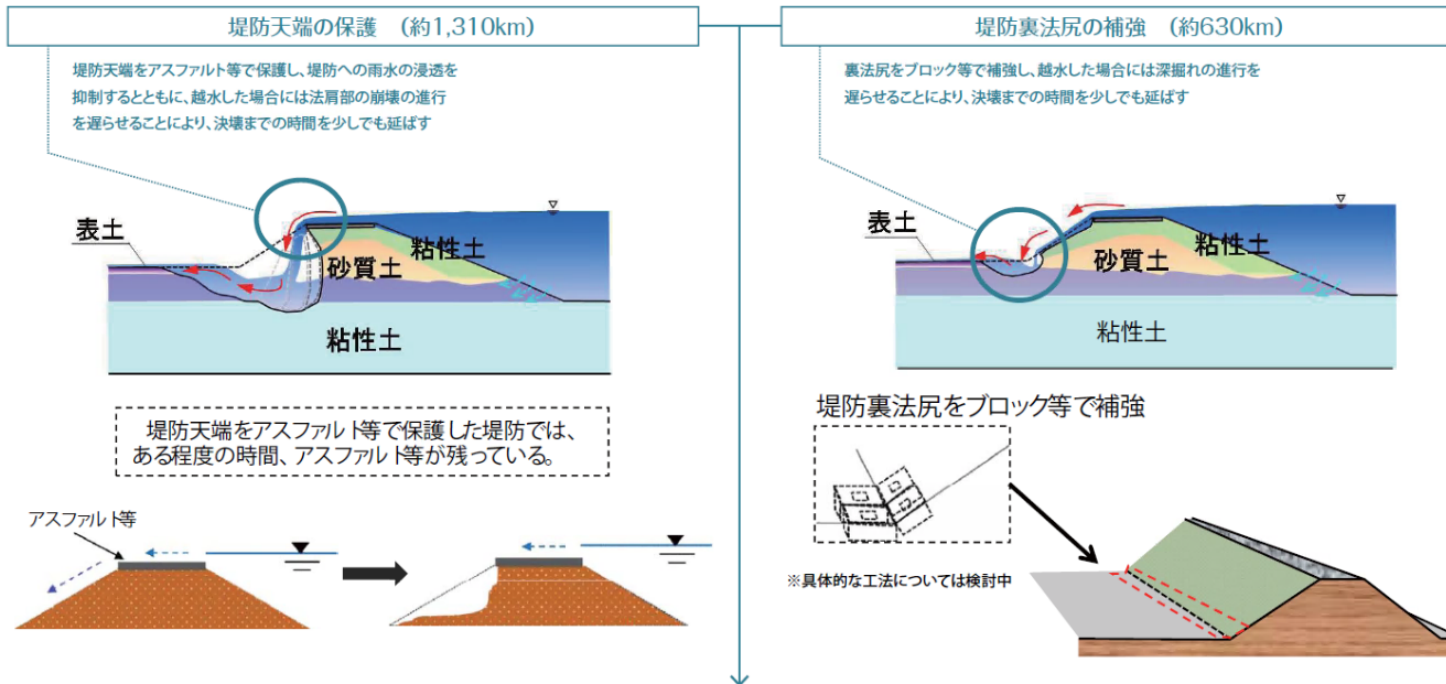 堤防天端の保護 (約1,310km)
堤防天端をアスファルト等で保護し、堤防への雨水の浸透を
抑制するとともに、越水した場合には法肩部の崩壊の進行
を遅らせることにより、決壊までの時間を少しでも延ばす
表土
粘性土
砂質土
粘性土
堤防天端をアスファルト等で保護した堤防では、
ある程度の時間、アスファルト等が残っている。
アスファルト等
堤防裏法尻の補強 (約630km)
裏法尻をブロック等で補強し、越水した場合には深掘れの進行を
遅らせることにより、決壊までの時間を少しでも延ばす
表土
粘性土
砂質土
粘性土
堤防裏法尻をブロック等で補強
※具体的な工法については検討中